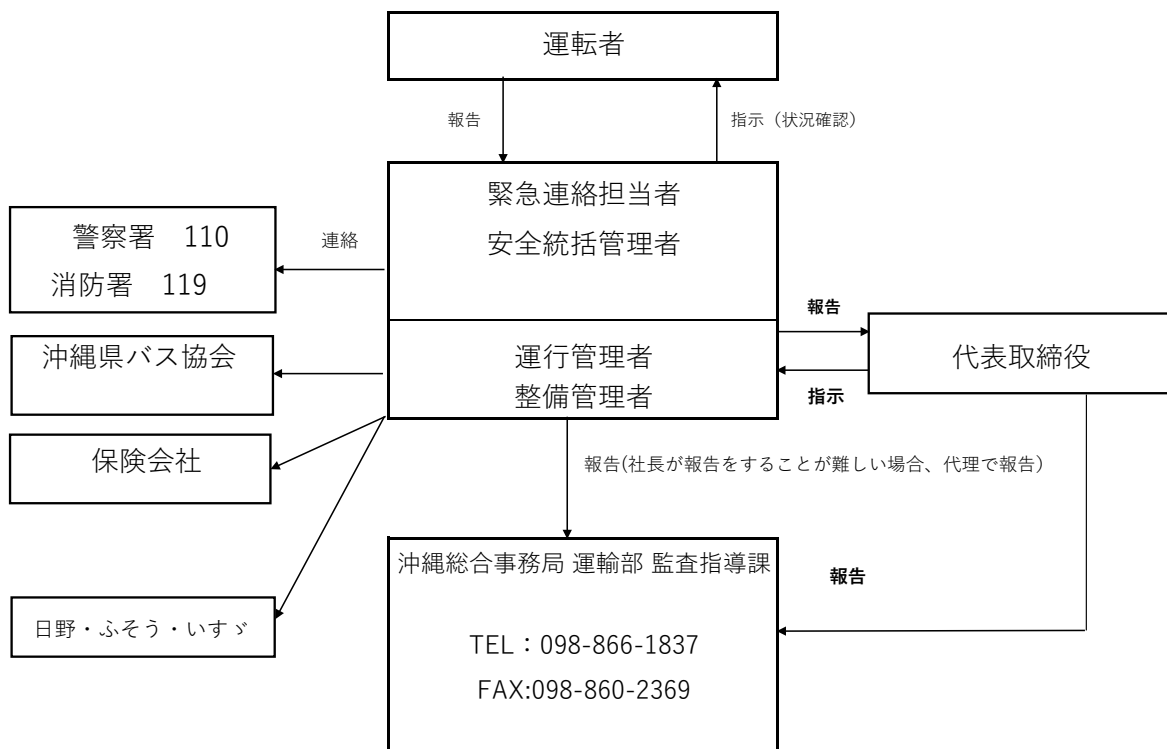 運転者
報告
指示（状況確認）
緊急連絡担当者
安全統括管理者
警察署　110
消防署　119
連絡
報告
沖縄県バス協会
運行管理者
整備管理者
代表取締役
指示
保険会社
報告(社長が報告をすることが難しい場合、代理で報告）
沖縄総合事務局 運輸部 監査指導課
報告
日野・ふそう・いすゞ
TEL：098-866-1837
FAX:098-860-2369